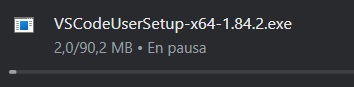 VSCodeUserSetup-x64-1.84.2.exe
2,0/90,2 MB • En pausa